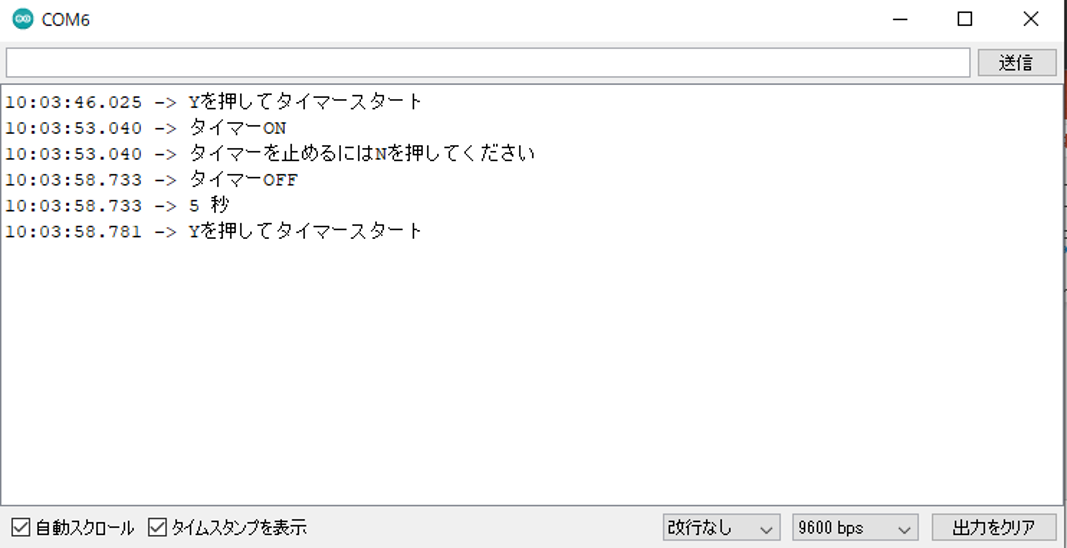 COM6
送信
10:03:46.025 -> Yを押してタイマースタート
10:03:53.040 -> タイマーON
10:03:53.040 -> タイマーを止めるにはNを押してください
10:03:58.733 -> タイマーOFF
10:03:58.733 -> 5 秒
10:03:58.781 -> Yを押してタイマースタート
自動スクロール タイムスタンプを表示 改行なし 9600 bps 出力をクリア